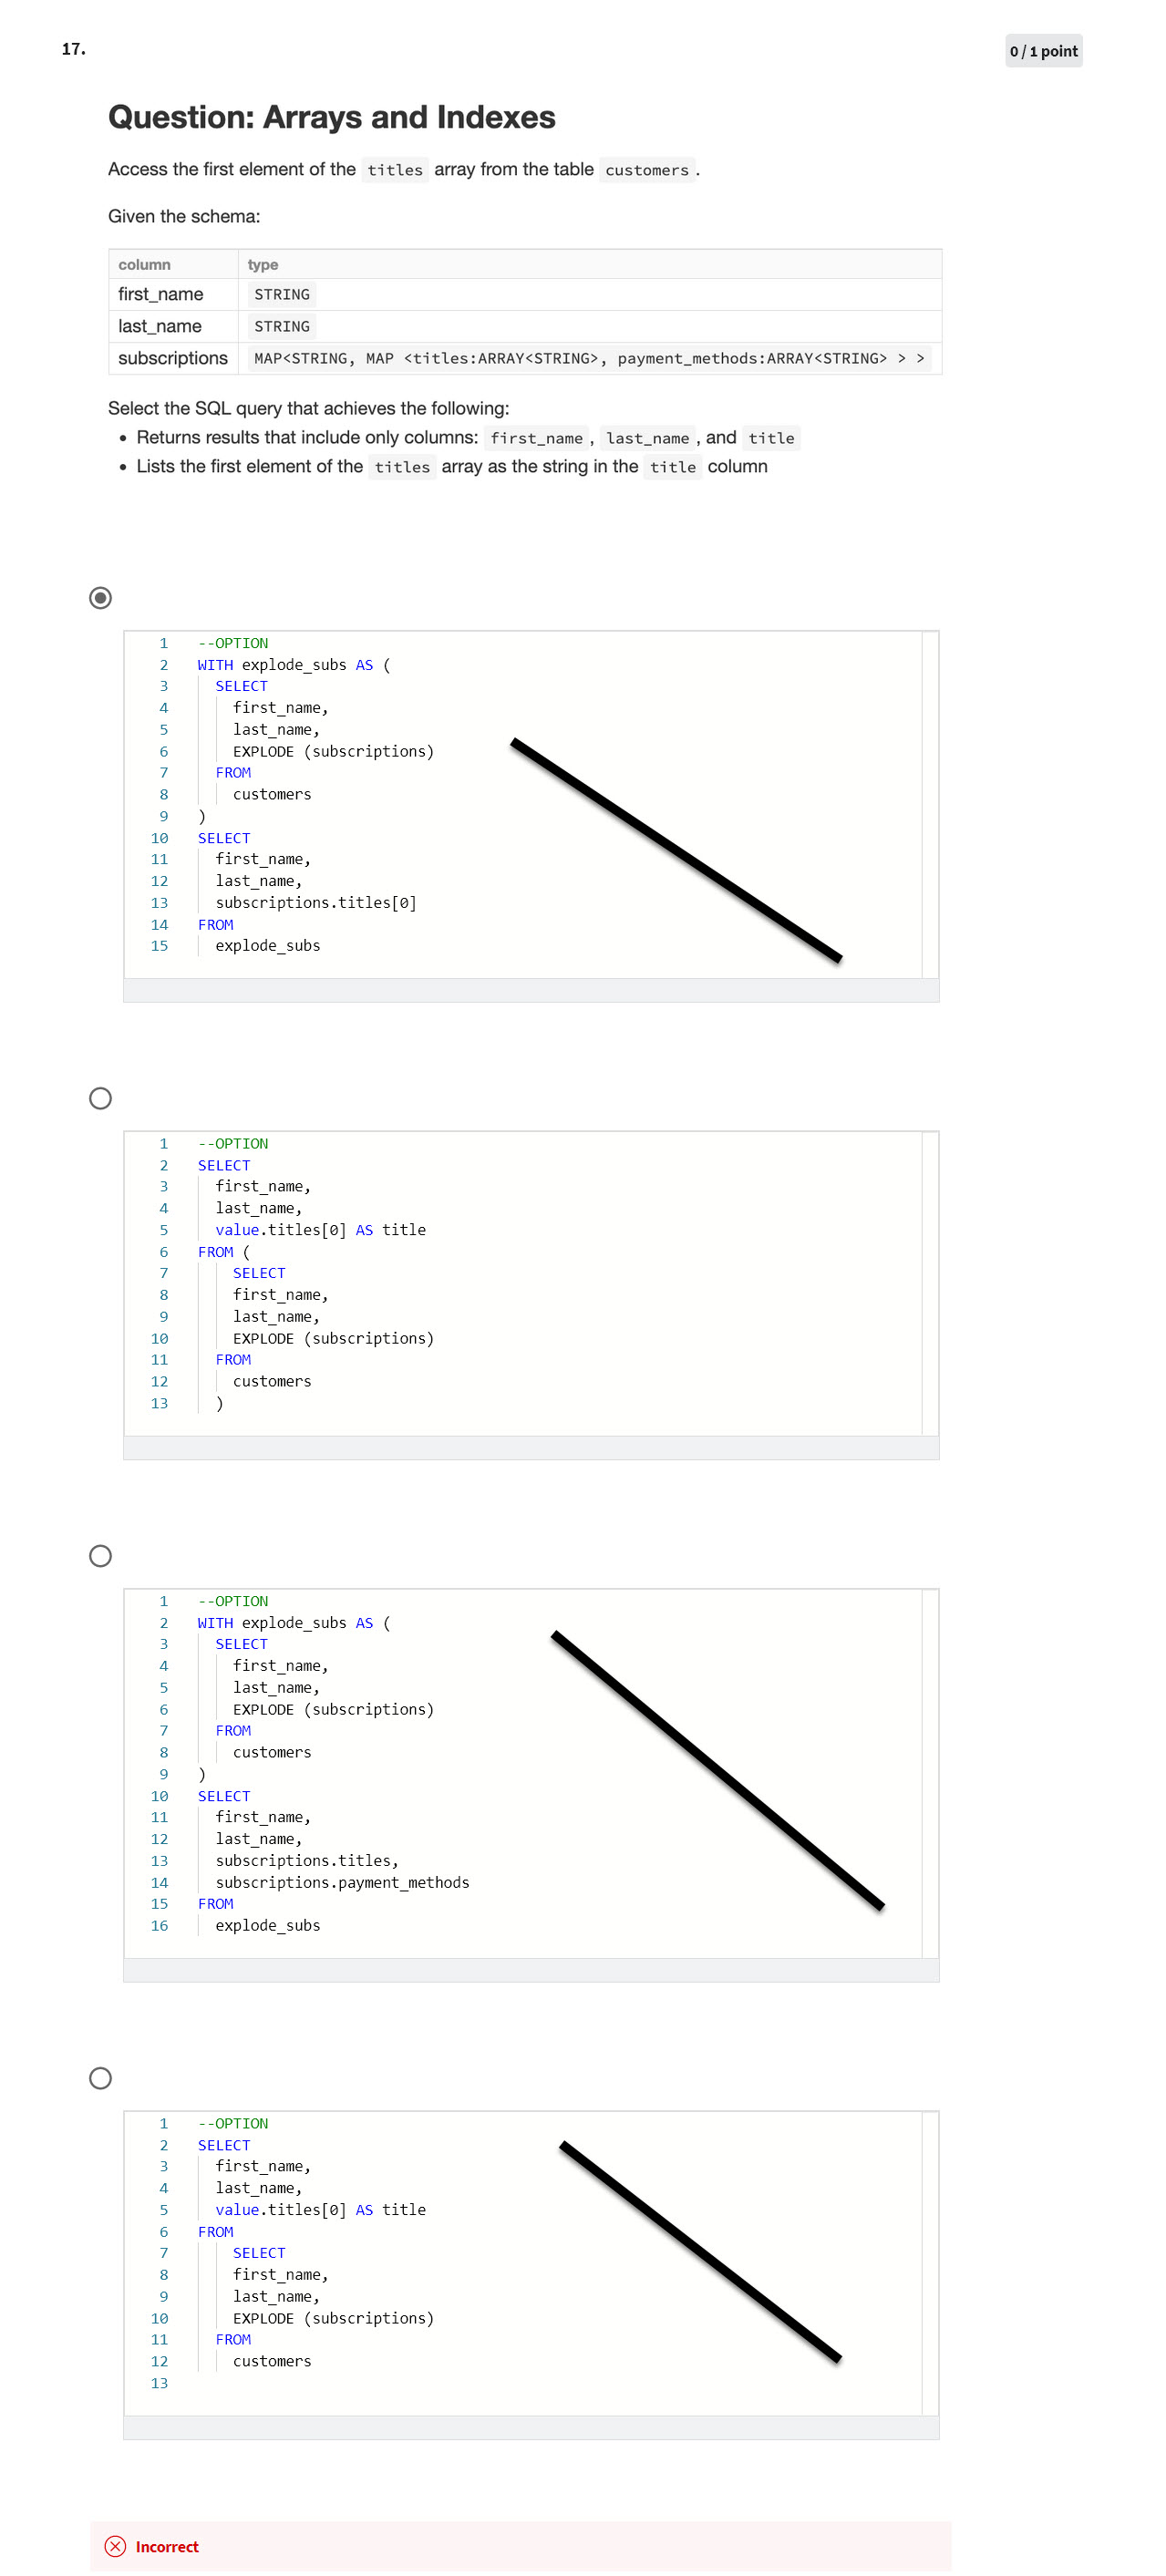 17.
0 / 1 point
Question: Arrays and Indexes
Access the first element of the titles array from the table customers .
Given the schema:
column type
first_name STRING
last_name STRING
subscriptions MAP<STRING, MAP <titles:ARRAY<STRING>, payment_methods:ARRAY<STRING> > >
Select the SQL query that achieves the following:
• Returns results that include only columns: first_name , last_name , and title
• Lists the first element of the titles array as the string in the title column
1 --OPTION
2 WITH explode_subs AS (
3 SELECT
4 first_name,
5 last_name,
6 EXPLODE (subscriptions)
7 FROM
8 customers
9 )
10 SELECT
11 first_name,
12 last_name,
13 subscriptions.titles[0]
14 FROM
15 explode_subs
1 --OPTION
2 SELECT
3 first_name,
4 last_name,
5 value.titles[0] AS title
6 FROM (
7 SELECT
8 first_name,
9 last_name,
10 EXPLODE (subscriptions)
11 FROM
12 customers
13 )
1 --OPTION
2 WITH explode_subs AS (
3 SELECT
4 first_name,
5 last_name,
6 EXPLODE (subscriptions)
7 FROM
8 customers
9 )
10 SELECT
11 first_name,
12 last_name,
13 subscriptions.titles,
14 subscriptions.payment_methods
15 FROM
16 explode_subs
1 --OPTION
2 SELECT
3 first_name,
4 last_name,
5 value.titles[0] AS title
6 FROM
7 SELECT
8 first_name,
9 last_name,
10 EXPLODE (subscriptions)
11 FROM
12 customers
13
Incorrect